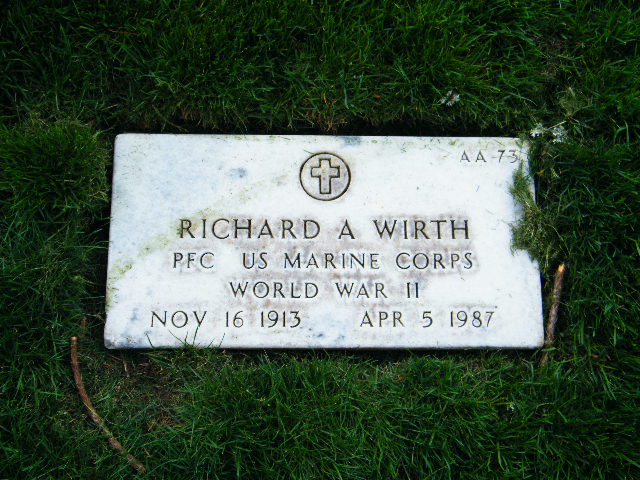 AA 73
RICHARD A WIRTH
PFC US MARINE CORPS
WORLD WAR II
NOV 16 1913 APR 5 1987